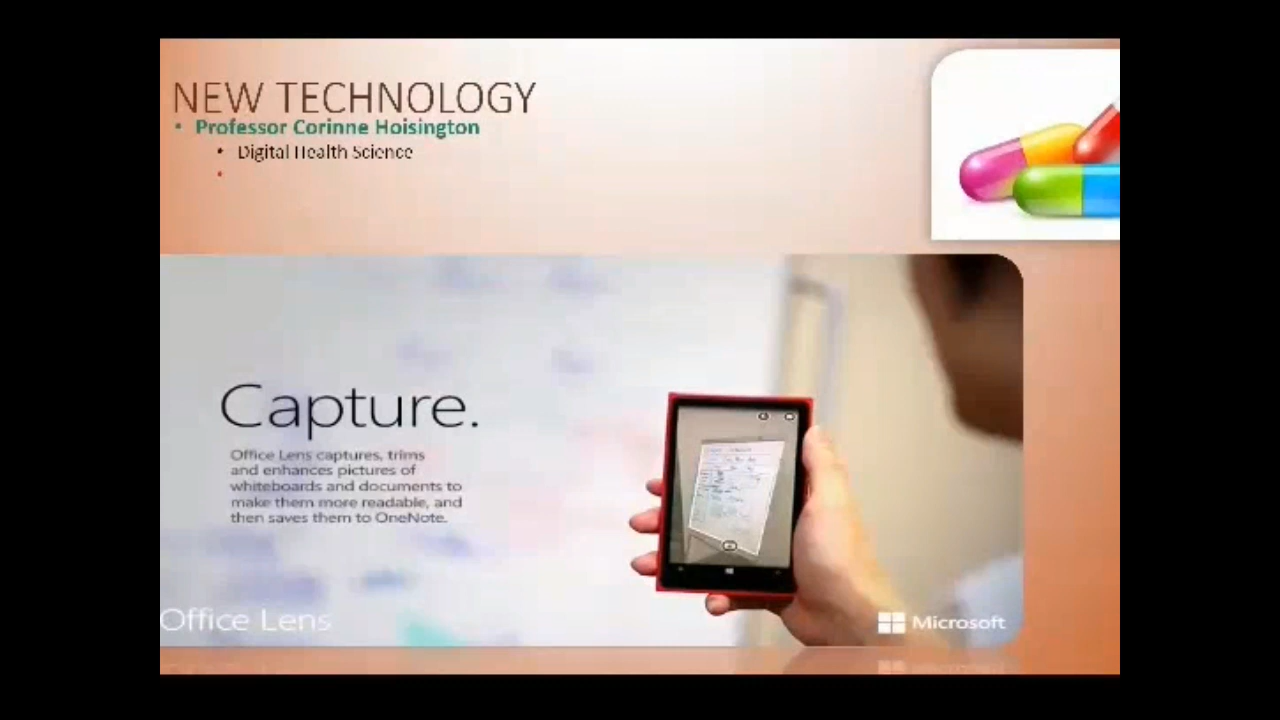 NEW TECHNOLOGY
• Professor Corinne Hoisington
• Digital Health Science
•
Capture.
Office Lens captures, trims
and enhances pictures of
whiteboards and documents to
make them more readable, and
then saves them to OneNote.
Office Lens
Microsoft